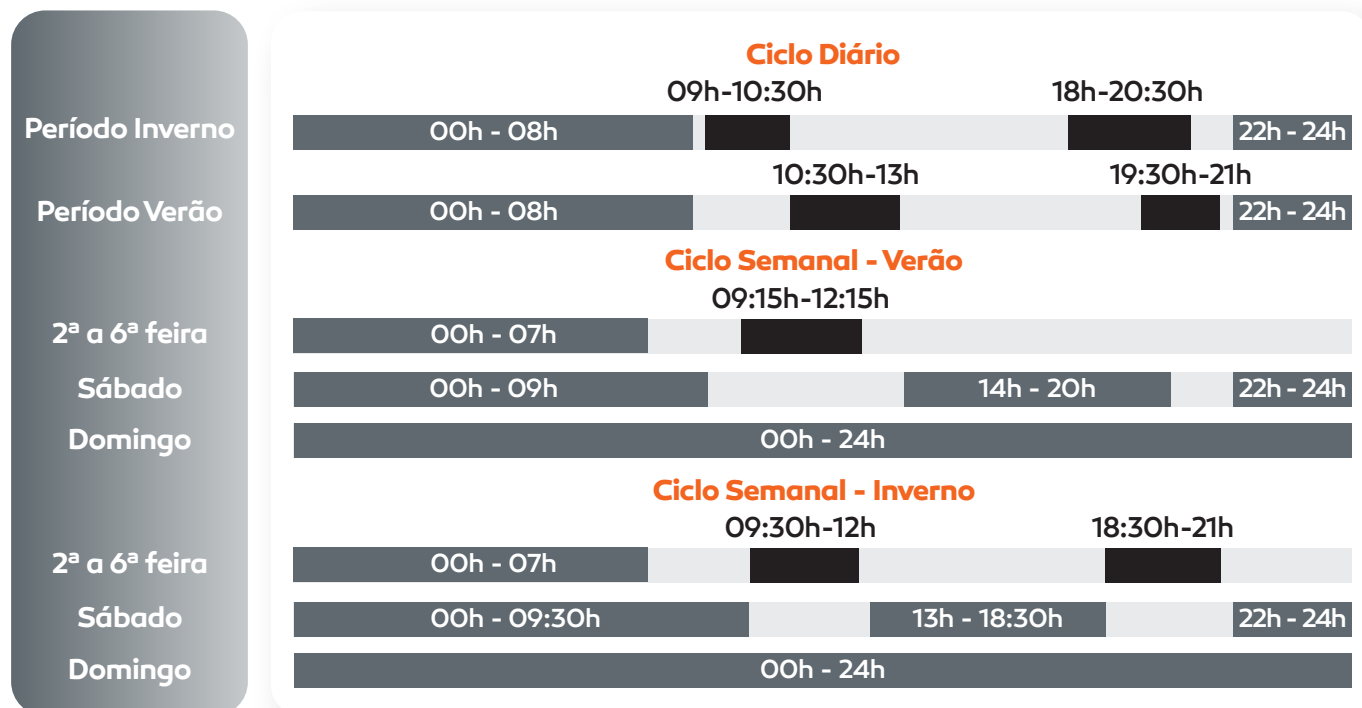 Ciclo Diário
09h-10:30h 18h-20:30h
Período Inverno 00h - 08h 22h - 24h
10:30h-13h 19:30h-21h
Período Verão 00h - 08h 22h - 24h
Ciclo Semanal - Verão
09:15h-12:15h
2ª a 6ª feira 00h - 07h
Sábado 00h - 09h 14h - 20h 22h - 24h
Domingo 00h - 24h
Ciclo Semanal - Inverno
09:30h-12h 18:30h-21h
2ª a 6ª feira 00h - 07h
Sábado 00h - 09:30h 13h - 18:30h 22h - 24h
Domingo 00h - 24h